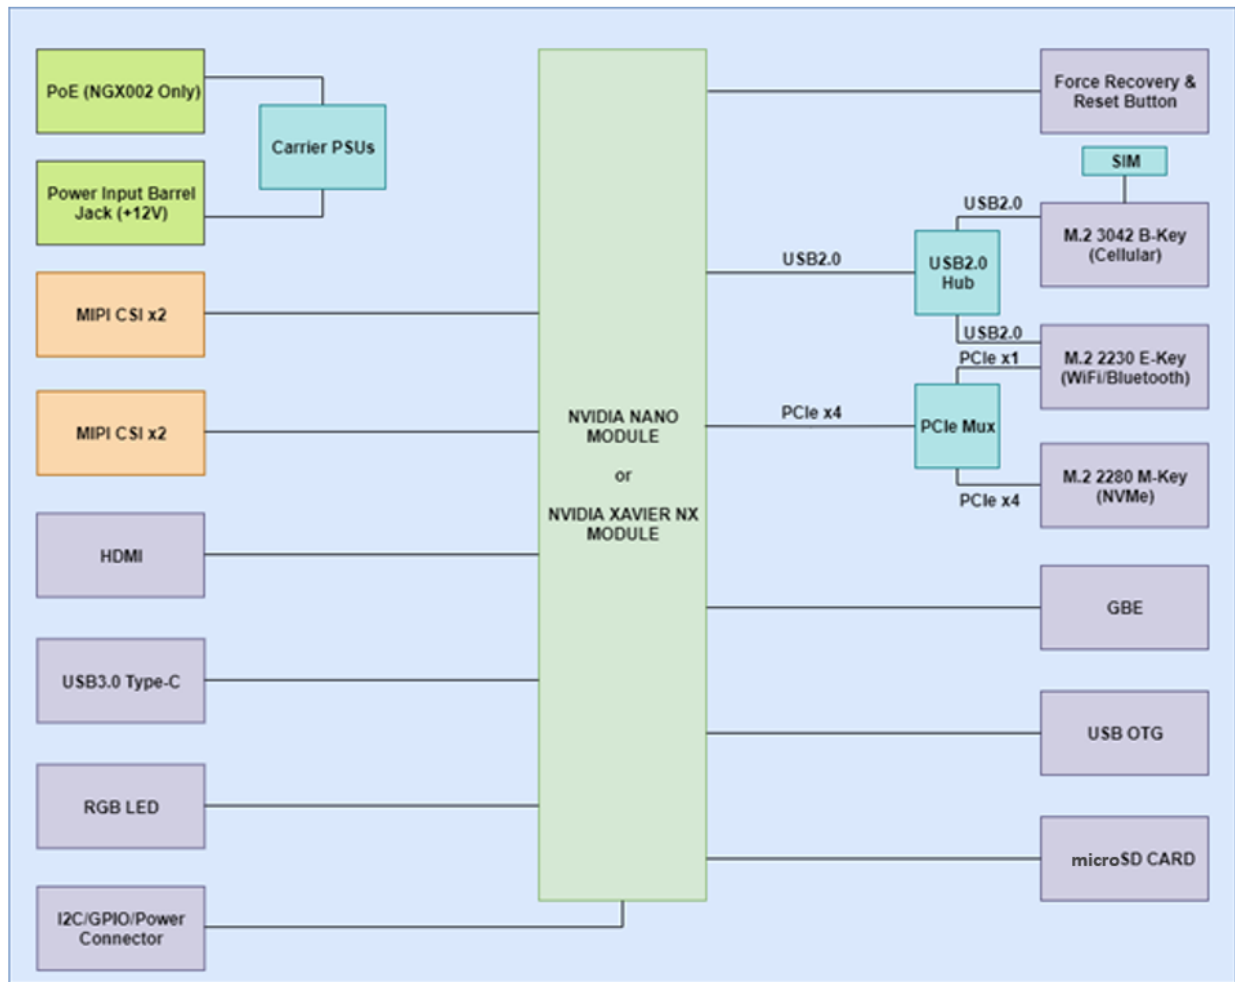 PoE (NGX002 Only)
Carrier PSUs
Power Input Barrel
Jack (+12V)
MIPI CSI x2
MIPI CSI x2
HDMI
USB3.0 Type-C
RGB LED
I2C/GPIO/Power
Connector
NVIDIA NANO
MODULE
or
NVIDIA XAVIER NX
MODULE
Force Recovery &
Reset Button
SIM
USB2.0
M.2 3042 B-Key
(Cellular)
USB2.0
USB2.0
Hub
USB2.0
PCIe x1
M.2 2230 E-Key
(WiFi/Bluetooth)
PCIe x4
PCIe Mux
M.2 2280 M-Key
(NVMe)
PCIe x4
GBE
USB OTG
microSD CARD